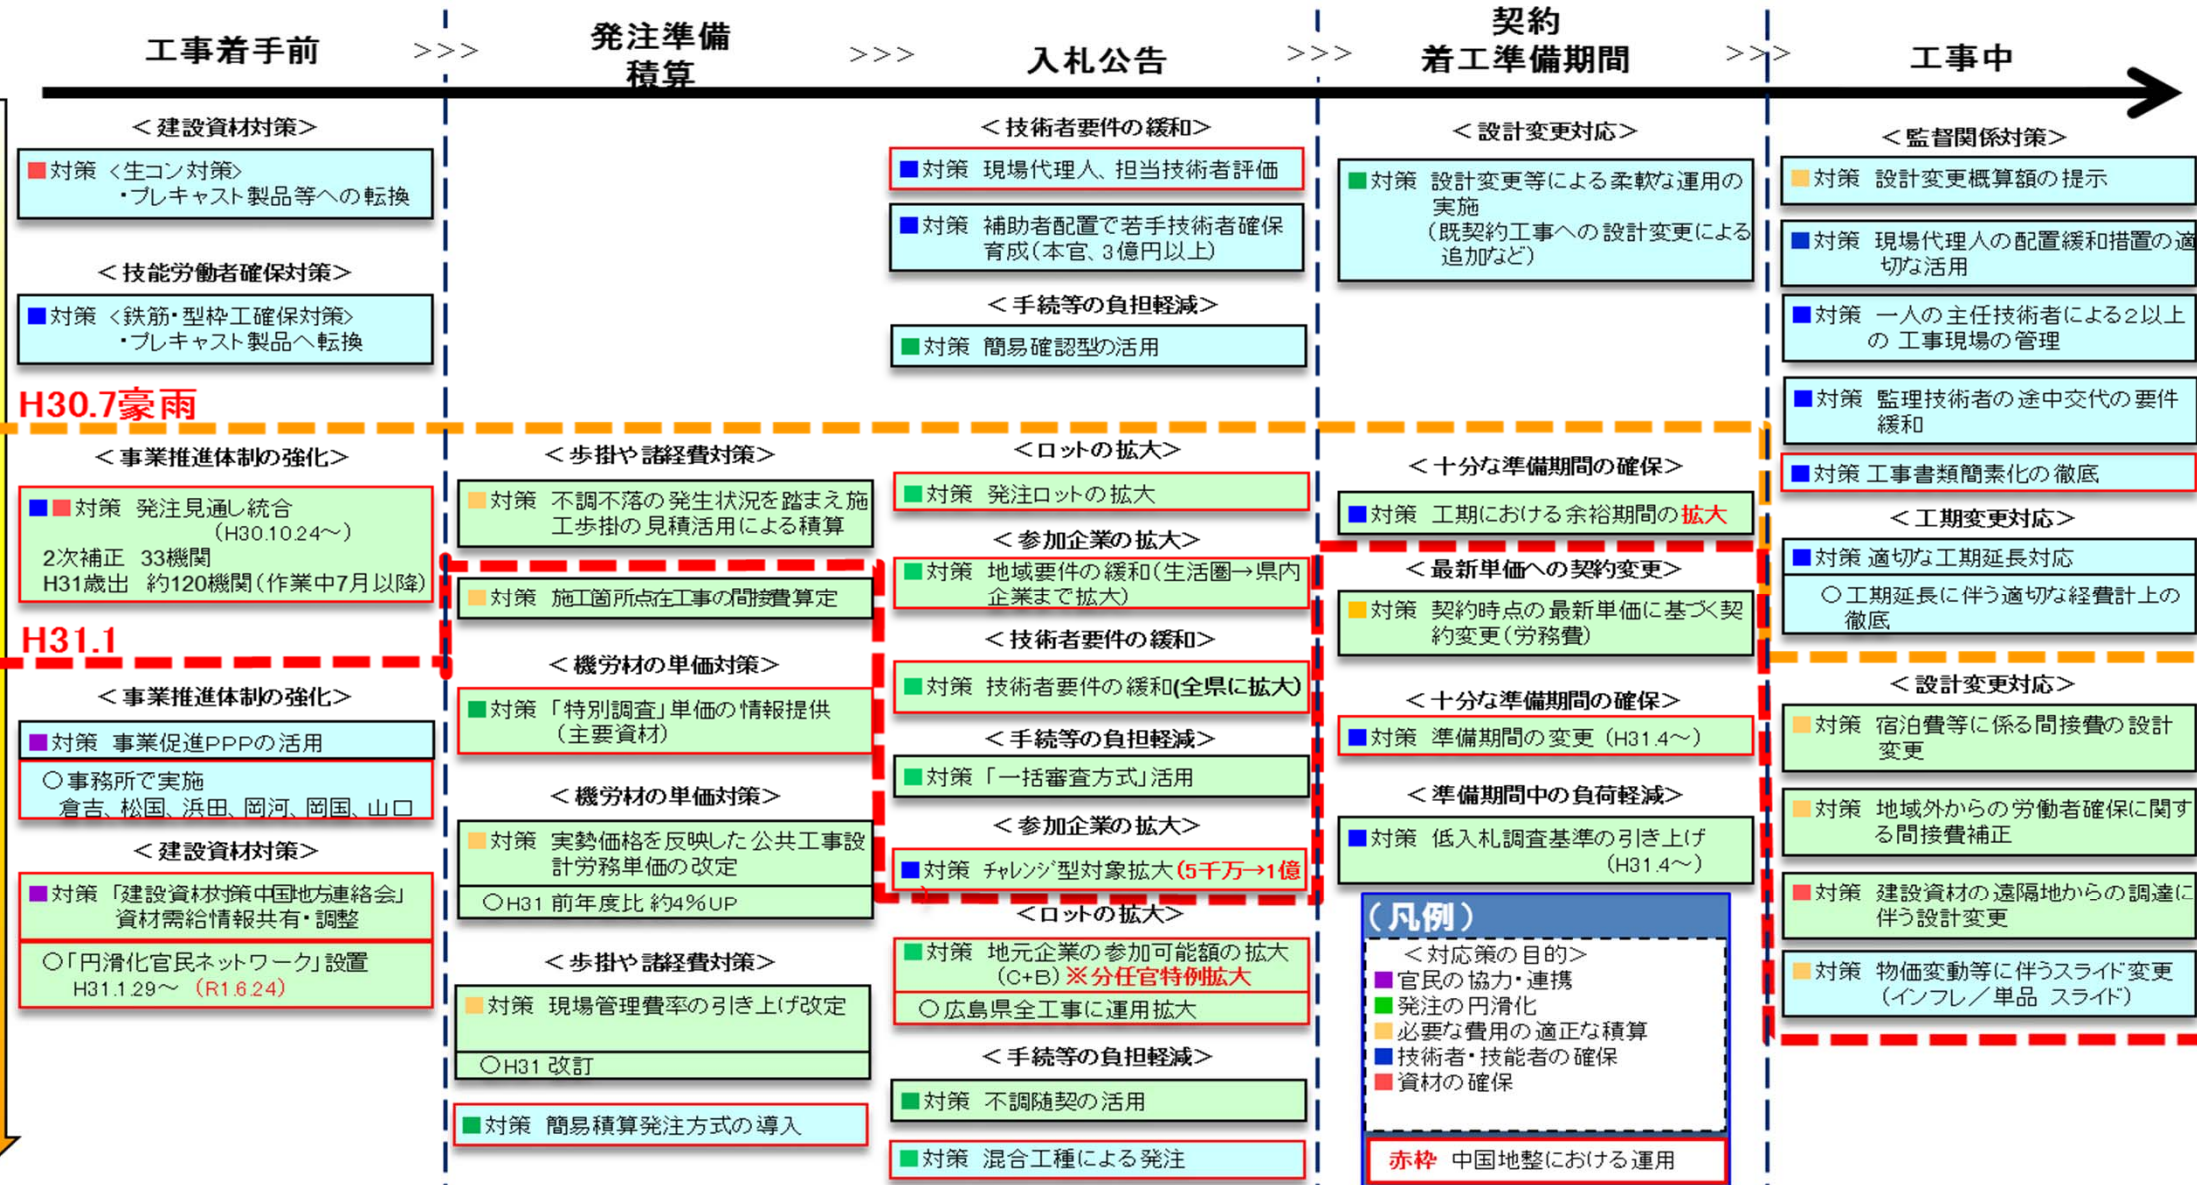 工事着手前
>>>
発注準備
積算
>>>
入札公告
>>>
契約
着工準備期間
>>>
工事中
<建設資材対策>
■対策 <生コン対策>
・プレキャスト製品等への転換
<技能労働者確保対策>
■対策 <鉄筋・型枠工確保対策>
・プレキャスト製品へ転換
H30.7豪雨
<事業推進体制の強化>
■■対策 発注見通し統合
(H30.10.24~)
2次補正 33機関
H31歳出 約120機関(作業中7月以降)
H31.1
<事業推進体制の強化>
■対策 事業促進PPPの活用
○事務所で実施
倉吉、松国、浜田、岡河、岡国、山口
<建設資材対策>
■対策 「建設資材対策中国地方連絡会」
資材需給情報共有・調整
○「円滑化官民ネットワーク」設置
H31.1.29~ (R1.6.24)
<歩掛や諸経費対策>
■対策 不調不落の発生状況を踏まえ施
工歩掛の見積活用による積算
■対策 施工箇所点在工事の間接費算定
<機労材の単価対策>
■対策 「特別調査」単価の情報提供
(主要資材)
<機労材の単価対策>
■対策 実勢価格を反映した公共工事設
計労務単価の改定
○H31 前年度比 約4%UP
<歩掛や諸経費対策>
■対策 現場管理費率の引き上げ改定
○H31 改訂
■対策 簡易積算発注方式の導入
<技術者要件の緩和>
■対策 現場代理人、担当技術者評価
■対策 補助者配置で若手技術者確保
育成(本官、3億円以上)
<手続等の負担軽減>
■対策 簡易確認型の活用
<ロットの拡大>
■対策 発注ロットの拡大
<参加企業の拡大>
■対策 地域要件の緩和(生活圏→県内
企業まで拡大)
<技術者要件の緩和>
■対策 技術者要件の緩和(全県に拡大)
<手続等の負担軽減>
■対策 「一括審査方式」活用
<参加企業の拡大>
■対策 チャレンジ型対象拡大(5千万→1億
)
<ロットの拡大>
■対策 地元企業の参加可能額の拡大
(C+B) ※分任官特例拡大
○広島県全工事に運用拡大
<手続等の負担軽減>
■対策 不調随契の活用
■対策 混合工種による発注
<設計変更対応>
■対策 設計変更等による柔軟な運用の
実施
(既契約工事への設計変更による
追加など)
<十分な準備期間の確保>
■対策 工期における余裕期間の拡大
<最新単価への契約変更>
■対策 契約時点の最新単価に基づく契
約変更(労務費)
<十分な準備期間の確保>
■対策 準備期間の変更 (H31.4~)
<準備期間中の負荷軽減>
■対策 低入札調査基準の引き上げ
(H31.4~)
(凡例)
<対応策の目的>
■官民の協力・連携
■発注の円滑化
■必要な費用の適正な積算
■技術者・技能者の確保
■資材の確保
赤枠 中国地整における運用
<監督関係対策>
■対策 設計変更概算額の提示
■対策 現場代理人の配置緩和措置の適
切な活用
■対策 一人の主任技術者による2以上
の 工事現場の管理
■対策 監理技術者の途中交代の要件
緩和
■対策 工事書類簡素化の徹底
<工期変更対応>
■対策 適切な工期延長対応
○工期延長に伴う適切な経費計上の
徹底
<設計変更対応>
■対策 宿泊費等に係る間接費の設計
変更
■対策 地域外からの労働者確保に関す
る間接費補正
■対策 建設資材の遠隔地からの調達に
伴う設計変更
■対策 物価変動等に伴うスライド変更
(インフレ/単品 スライド)